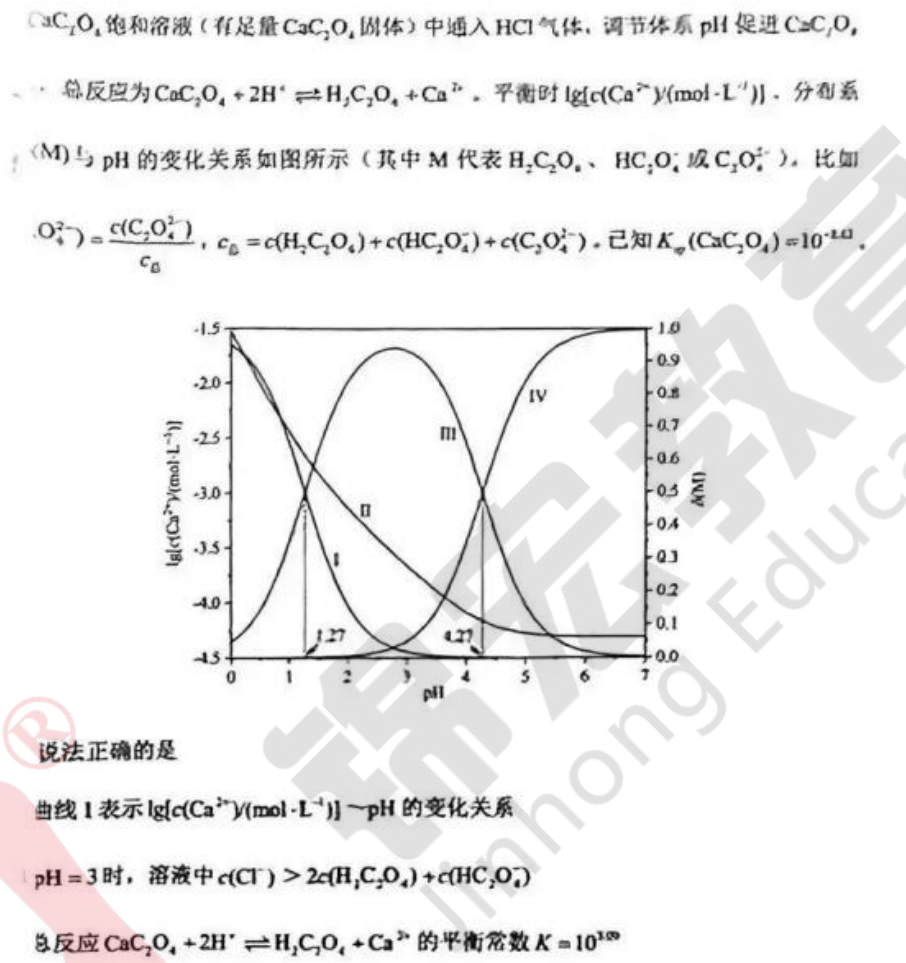 CaC₂O₄饱和溶液（有足量CaC₂O₄固体）中通入HCl气体，调节体系pH促进CaC₂O₄
总反应为CaC₂O₄ + 2H⁺ ⇌ H₂C₂O₄ + Ca²⁺。平衡时lg[c(Ca²⁺)/(mol·L⁻¹)]、分布系
(M)与pH的变化关系如图所示（其中M代表H₂C₂O₄、HC₂O₄⁻或C₂O₄²⁻）。比如
O₄²⁻) = c(C₂O₄²⁻)/c总，c总 = c(H₂C₂O₄) + c(HC₂O₄⁻) + c(C₂O₄²⁻)。已知Kₛₚ(CaC₂O₄) =
-1.5 1.0
0.9
-2.0 0.8
IV
-2.5 III 0.7
0.6
lg[c(Ca²⁺)/(mol·L⁻¹)]
-3.0 II 0.5
δ(M)
0.4
-3.5 I 0.3
-4.0 0.2
1.27 4.27 0.1
-4.5 0.0
0 1 2 3 4 5 6 7
pH
说法正确的是
曲线I表示lg[c(Ca²⁺)/(mol·L⁻¹)]～pH的变化关系
pH = 3时，溶液中c(Cl⁻) > 2c(H₂C₂O₄) + c(HC₂O₄⁻)
总反应CaC₂O₄ + 2H⁺ ⇌ H₂C₂O₄ + Ca²⁺的平衡常数K =
®
锦宏教育
Jinhong Educa